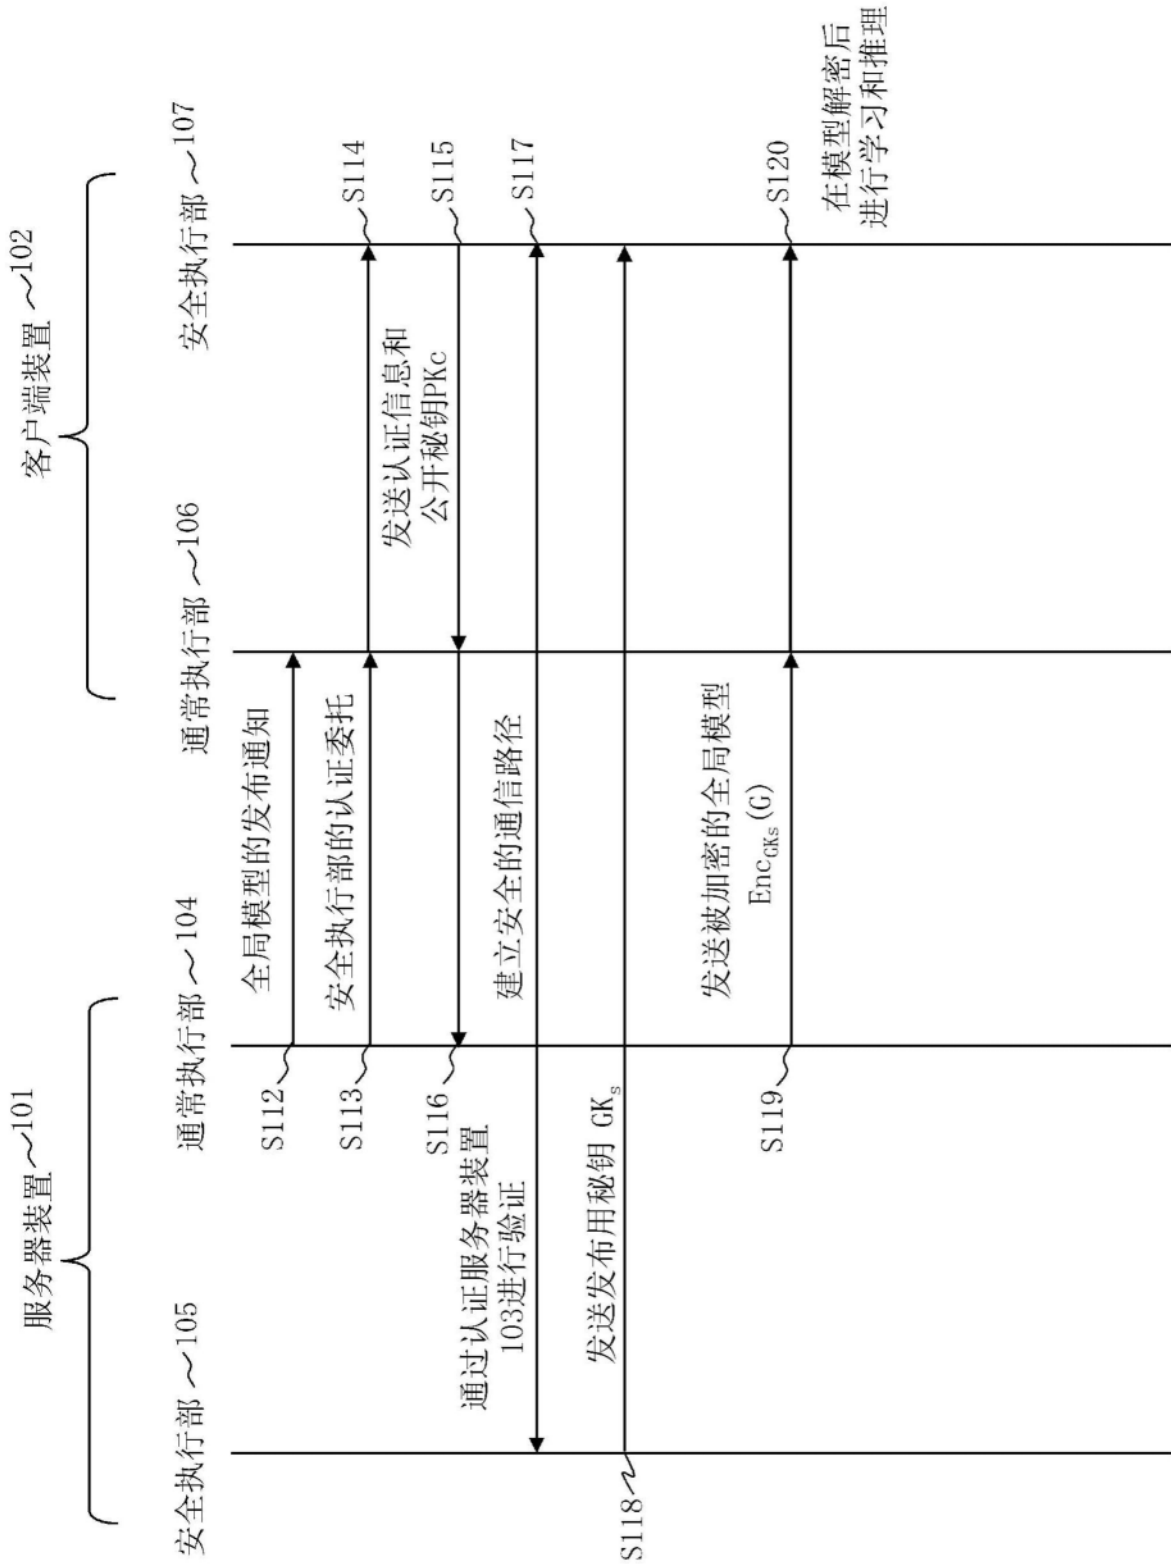 服务器装置 101
客户端装置 102
安全执行部 105
通常执行部 104
通常执行部 106
安全执行部 107
S112
全局模型的发布通知
S113
安全执行部的认证委托
S114
发送认证信息和
公开秘钥PKc
S115
S116
通过认证服务器装置
103进行验证
建立安全的通信路径
S117
S118
发送发布用秘钥 GKs
S119
发送被加密的全局模型
EncGKs(G)
S120
在模型解密后
进行学习和推理